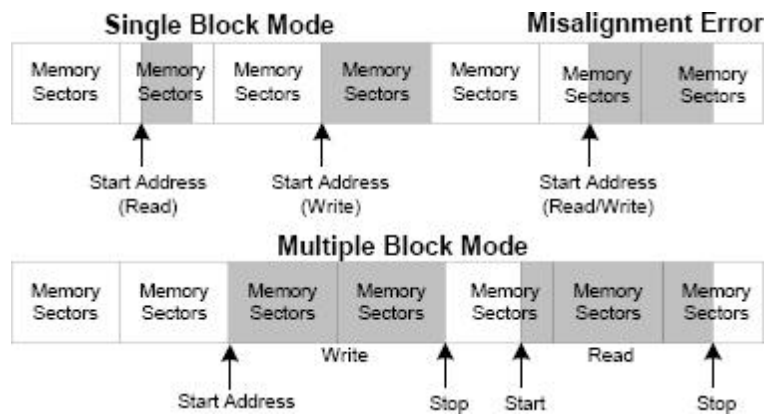 Single Block Mode
Misalignment Error
Memory Sectors
Memory Sectors
Memory Sectors
Memory Sectors
Memory Sectors
Memory Sectors
Memory Sectors
Start Address (Read)
Start Address (Write)
Start Address (Read/Write)
Multiple Block Mode
Memory Sectors
Memory Sectors
Memory Sectors
Memory Sectors
Memory Sectors
Memory Sectors
Memory Sectors
Write
Read
Start Address
Stop
Start
Stop